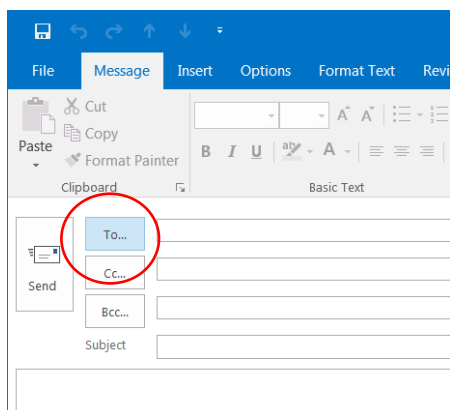 File Message Insert Options Format Text Revi
Cut
Copy
Paste
Format Painter
B I U aby A
Clipboard Basic Text
To...
Cc...
Send
Bcc...
Subject